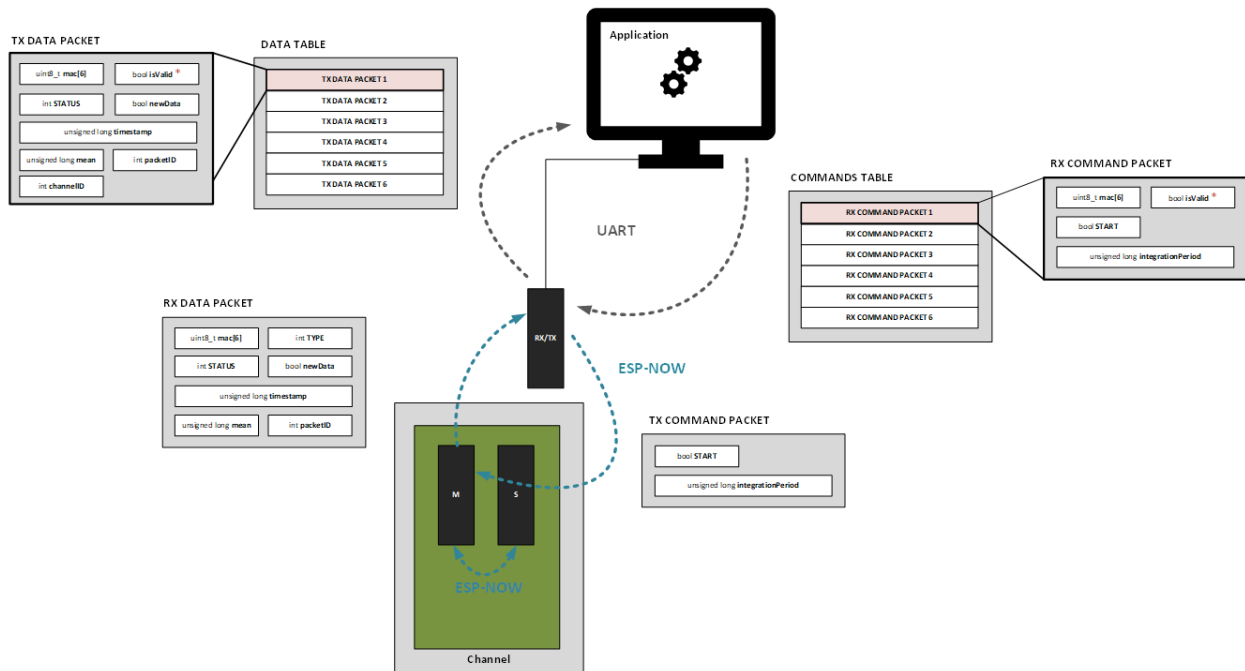 TX DATA PACKET
uint8_t mac[6]
bool isValid *
int STATUS
bool newData
unsigned long timestamp
unsigned long mean
int packetID
int channelID
DATA TABLE
TX DATA PACKET 1
TX DATA PACKET 2
TX DATA PACKET 3
TX DATA PACKET 4
TX DATA PACKET 5
TX DATA PACKET 6
Application
UART
COMMANDS TABLE
RX COMMAND PACKET 1
RX COMMAND PACKET 2
RX COMMAND PACKET 3
RX COMMAND PACKET 4
RX COMMAND PACKET 5
RX COMMAND PACKET 6
RX COMMAND PACKET
uint8_t mac[6]
bool isValid *
bool START
unsigned long integrationPeriod
RX DATA PACKET
uint8_t mac[6]
int TYPE
int STATUS
bool newData
unsigned long timestamp
unsigned long mean
int packetID
RX/TX
ESP-NOW
TX COMMAND PACKET
bool START
unsigned long integrationPeriod
M
S
ESP-NOW
Channel